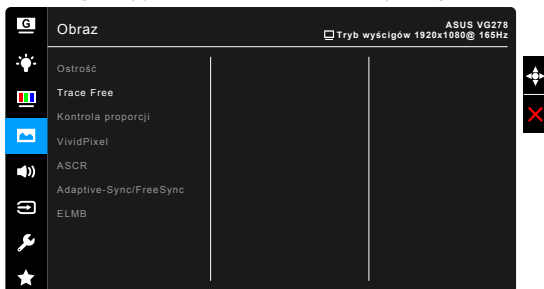 G
Obraz
ASUS VG278
Tryb wyścigów 1920x1080@ 165Hz
Ostrość
Trace Free
Kontrola proporcji
VividPixel
ASCR
Adaptive-Sync/FreeSync
ELMB